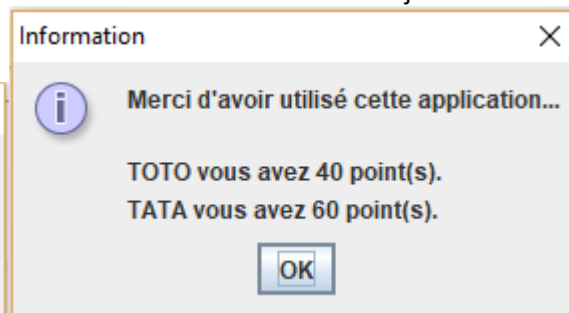 Information
Merci d'avoir utilisé cette application...
TOTO vous avez 40 point(s).
TATA vous avez 60 point(s).
OK